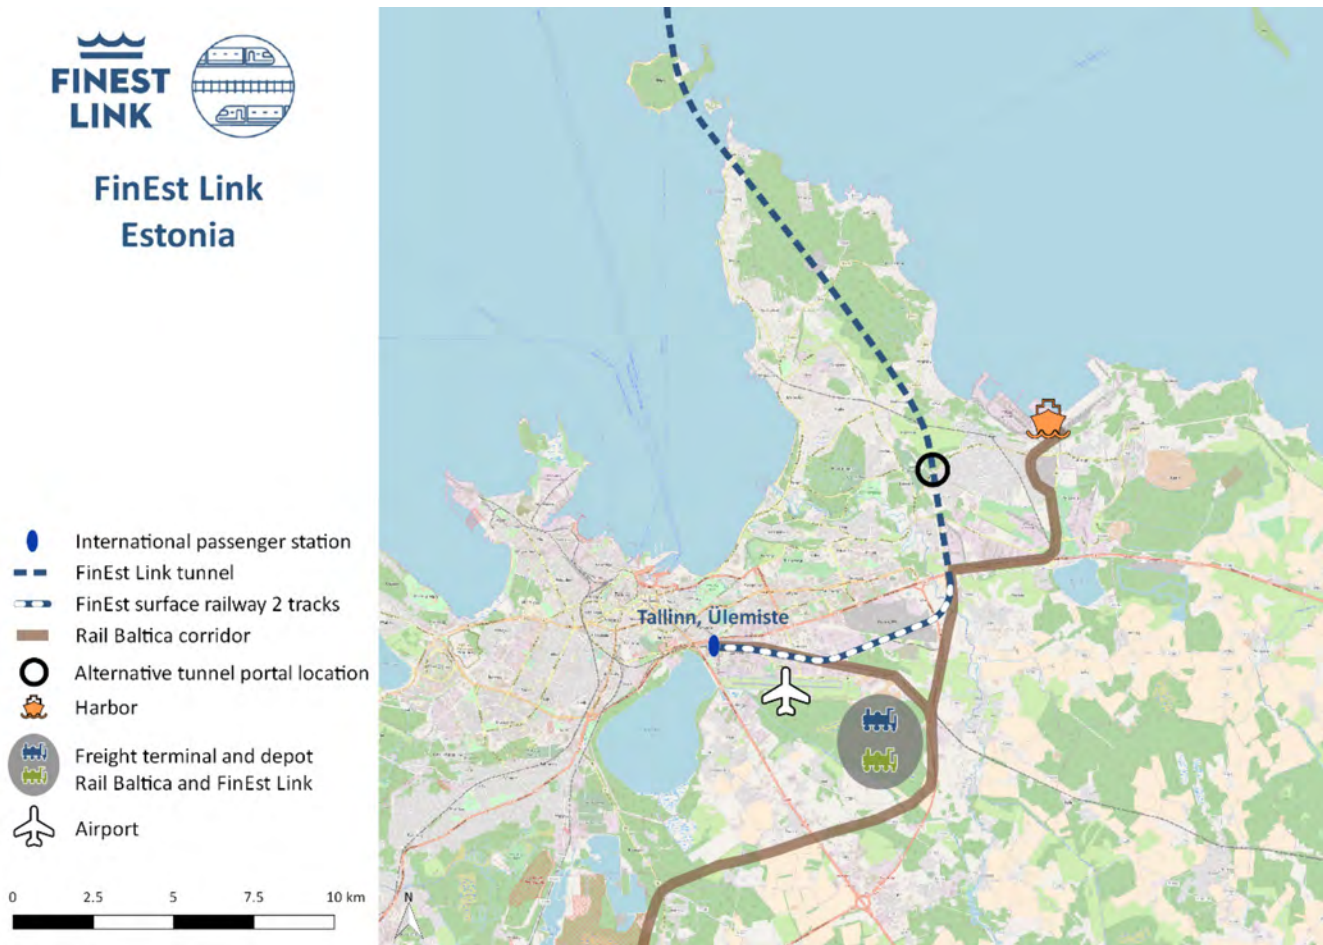 FINEST
LINK
FinEst Link
Estonia
International passenger station
FinEst Link tunnel
FinEst surface railway 2 tracks
Rail Baltica corridor
Alternative tunnel portal location
Harbor
Freight terminal and depot
Rail Baltica and FinEst Link
Airport
0 2.5 5 7.5 10 km
N
Tallinn, Ülemiste